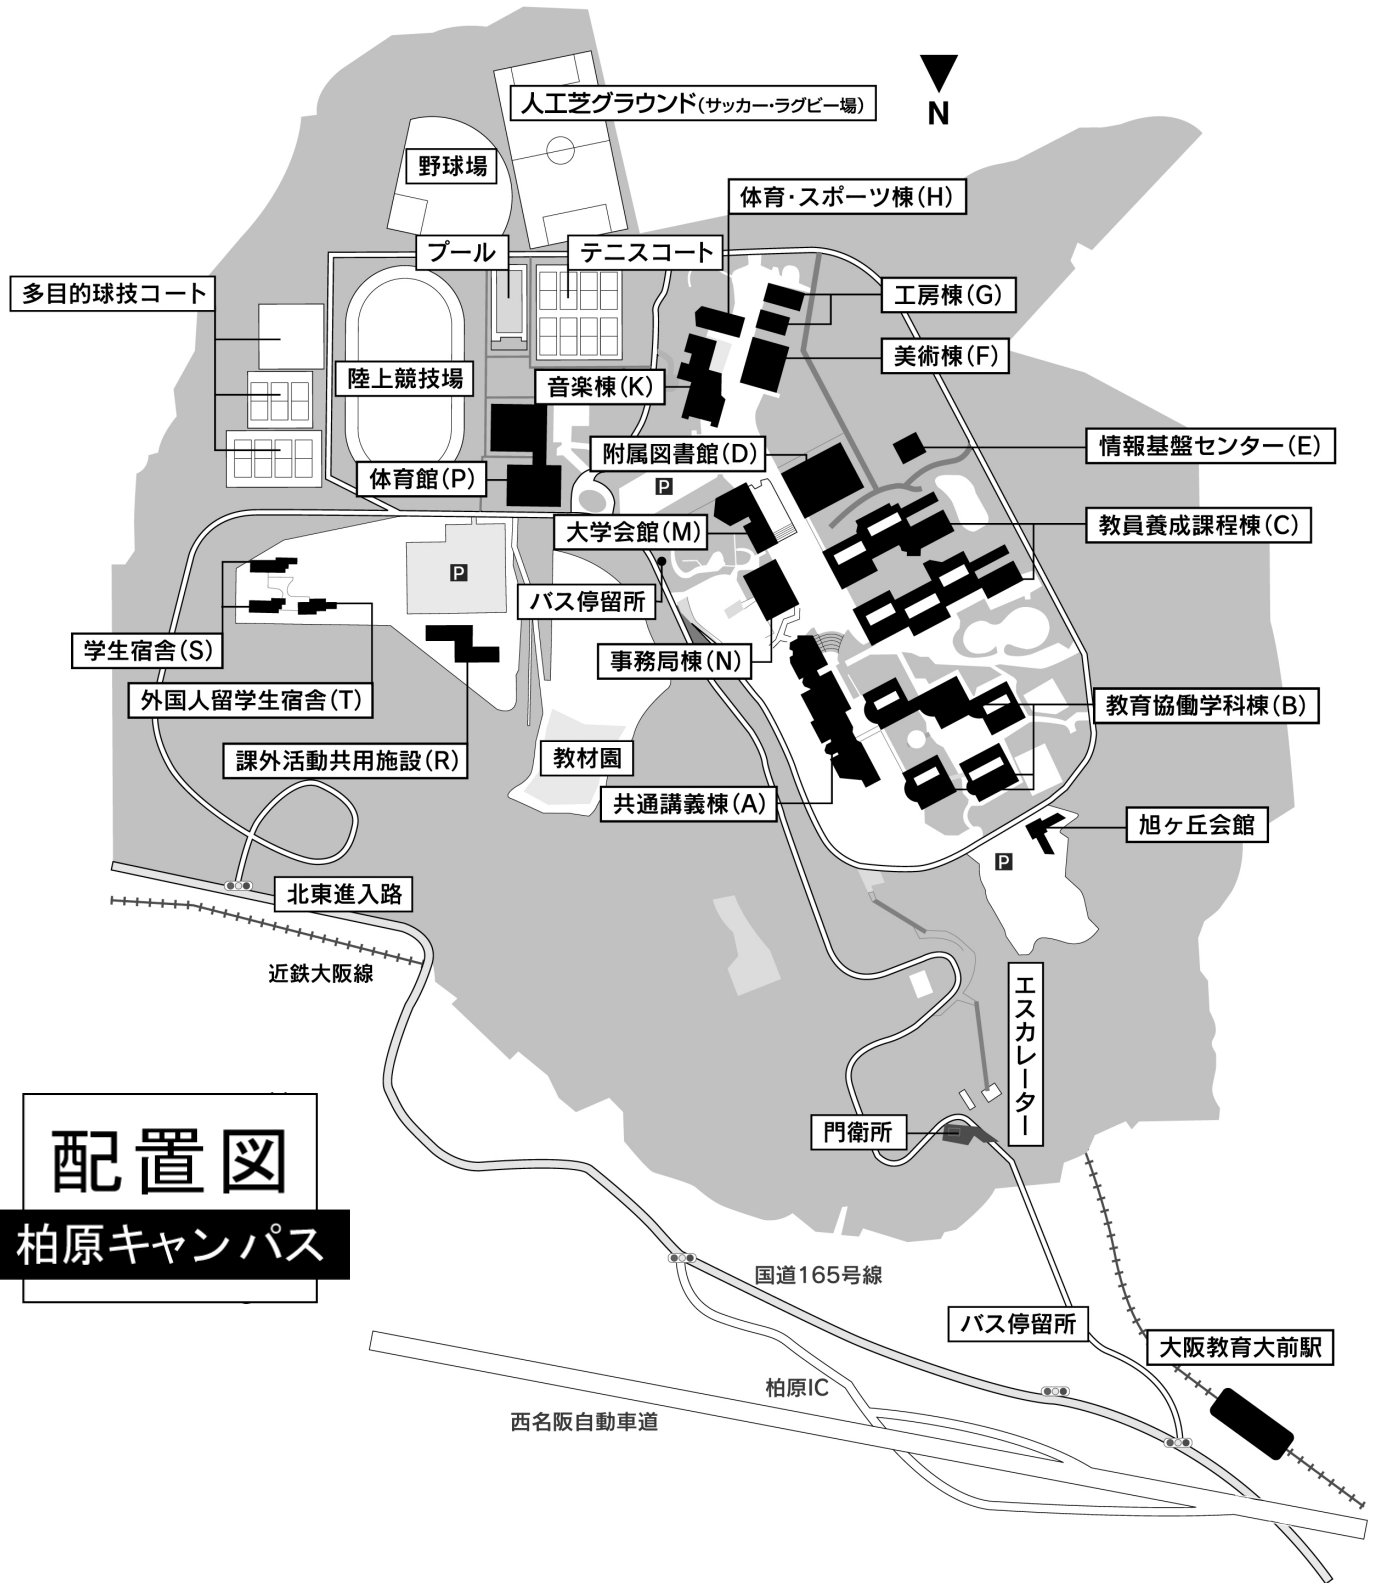 人工芝グラウンド(サッカー・ラグビー場)
N
野球場
体育・スポーツ棟(H)
プール
テニスコート
多目的球技コート
工房棟(G)
美術棟(F)
陸上競技場
音楽棟(K)
情報基盤センター(E)
附属図書館(D)
体育館(P)
P
教員養成課程棟(C)
大学会館(M)
P
バス停留所
学生宿舎(S)
事務局棟(N)
外国人留学生宿舎(T)
教育協働学科棟(B)
課外活動共用施設(R)
教材園
共通講義棟(A)
旭ヶ丘会館
P
北東進入路
近鉄大阪線
エスカレーター
門衛所
配置図
柏原キャンパス
国道165号線
バス停留所
大阪教育大前駅
柏原IC
西名阪自動車道